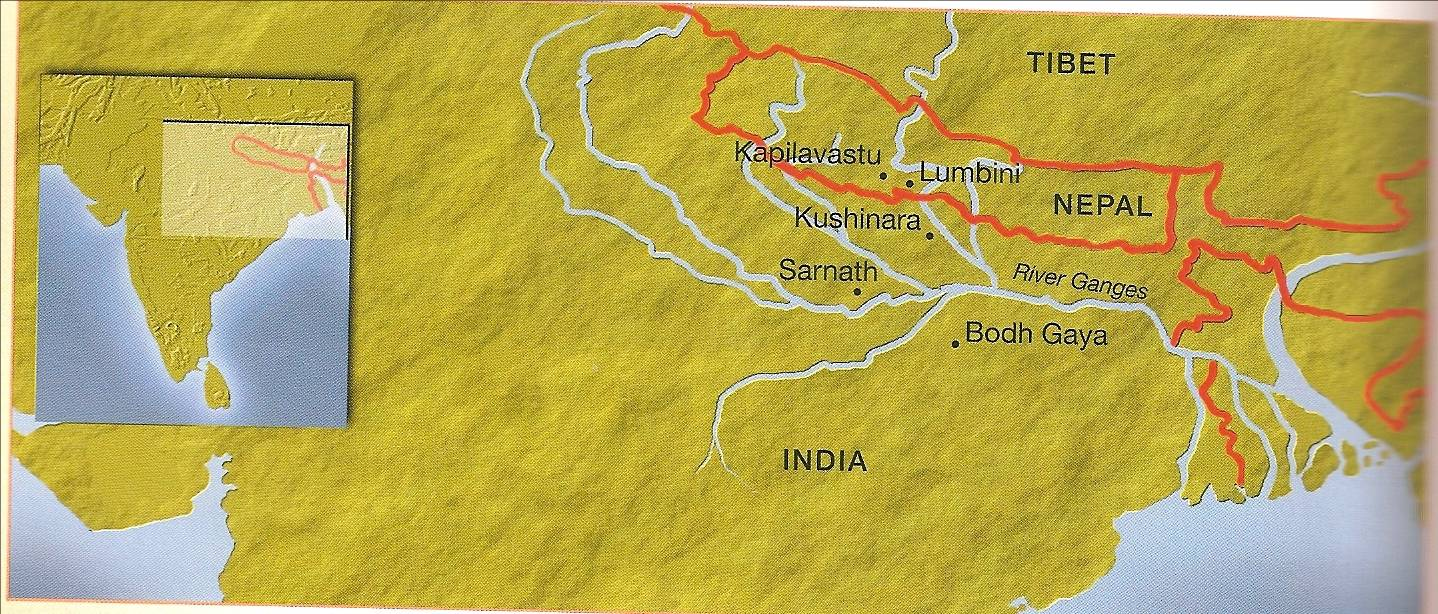 TIBET
Kapilavastu
Lumbini
NEPAL
Kushinara
Sarnath
River Ganges
Bodh Gaya
INDIA